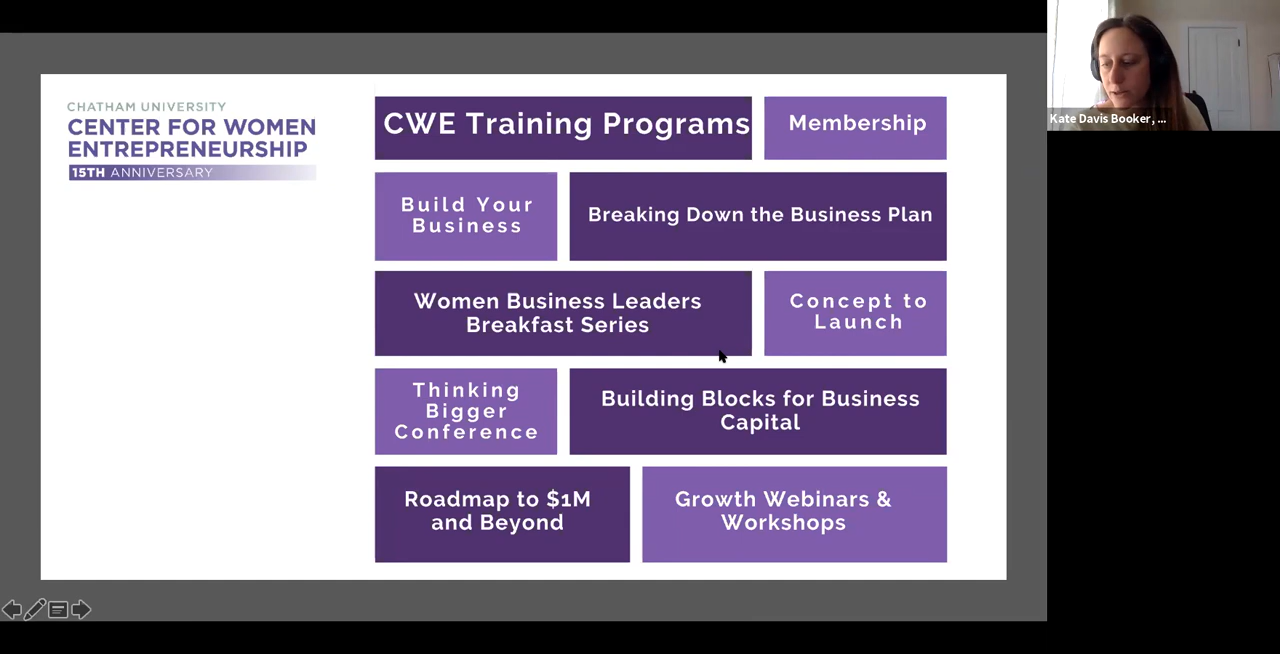 CHATHAM UNIVERSITY
CENTER FOR WOMEN
ENTREPRENEURSHIP
15TH ANNIVERSARY
CWE Training Programs
Membership
Build Your
Business
Breaking Down the Business Plan
Women Business Leaders
Breakfast Series
Concept to
Launch
Thinking
Bigger
Conference
Building Blocks for Business
Capital
Roadmap to $1M
and Beyond
Growth Webinars &
Workshops
Kate Davis Booker, ...